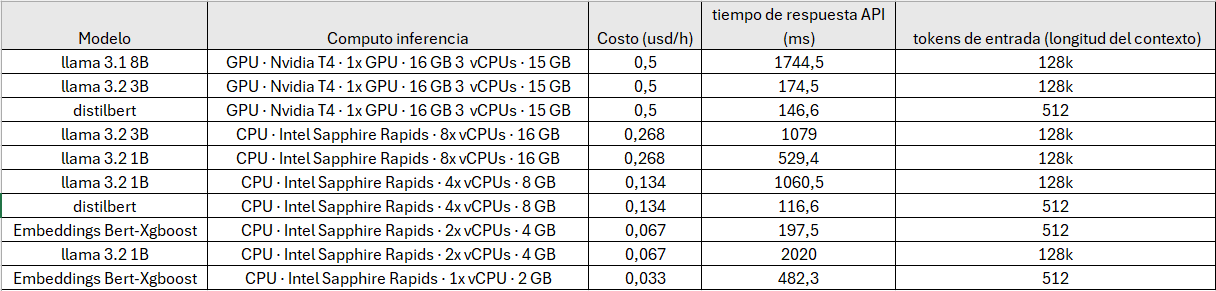 Modelo Computo inferencia Costo (usd/h) tiempo de respuesta API (ms) tokens de entrada (longitud del contexto)
llama 3.1 8B GPU · Nvidia T4 · 1x GPU · 16 GB 3 vCPUs · 15 GB 0,5 1744,5 128k
llama 3.2 3B GPU · Nvidia T4 · 1x GPU · 16 GB 3 vCPUs · 15 GB 0,5 174,5 128k
distilbert GPU · Nvidia T4 · 1x GPU · 16 GB 3 vCPUs · 15 GB 0,5 146,6 512
llama 3.2 3B CPU · Intel Sapphire Rapids · 8x vCPUs · 16 GB 0,268 1079 128k
llama 3.2 1B CPU · Intel Sapphire Rapids · 8x vCPUs · 16 GB 0,268 529,4 128k
llama 3.2 1B CPU · Intel Sapphire Rapids · 4x vCPUs · 8 GB 0,134 1060,5 128k
distilbert CPU · Intel Sapphire Rapids · 4x vCPUs · 8 GB 0,134 116,6 512
Embeddings Bert-Xgboost CPU · Intel Sapphire Rapids · 2x vCPUs · 4 GB 0,067 197,5 512
llama 3.2 1B CPU · Intel Sapphire Rapids · 2x vCPUs · 4 GB 0,067 2020 128k
Embeddings Bert-Xgboost CPU · Intel Sapphire Rapids · 1x vCPU · 2 GB 0,033 482,3 512